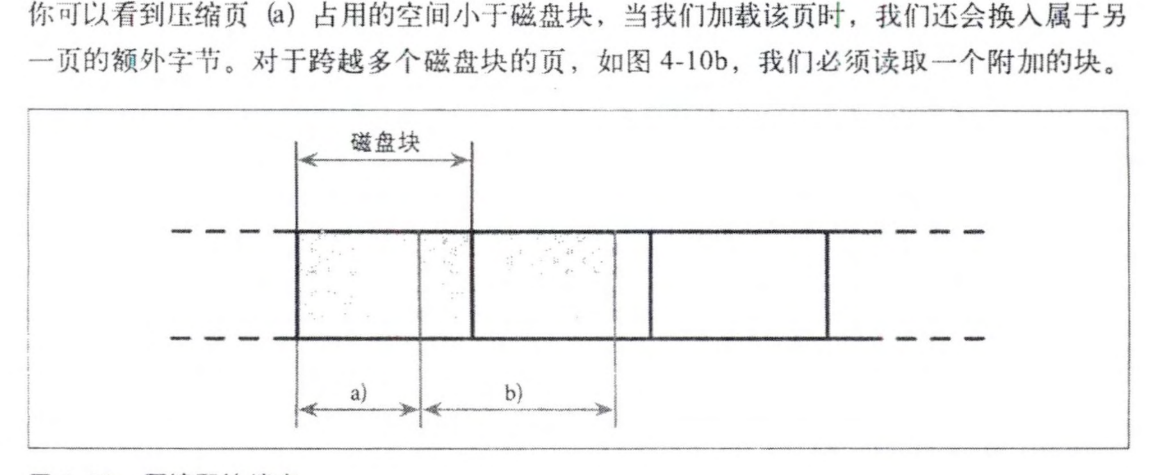 你可以看到压缩页 (a) 占用的空间小于磁盘块，当我们加载该页时，我们还会换入属于另
一页的额外字节。对于跨越多个磁盘块的页，如图 4-10b，我们必须读取一个附加的块。
磁盘块
a)
b)